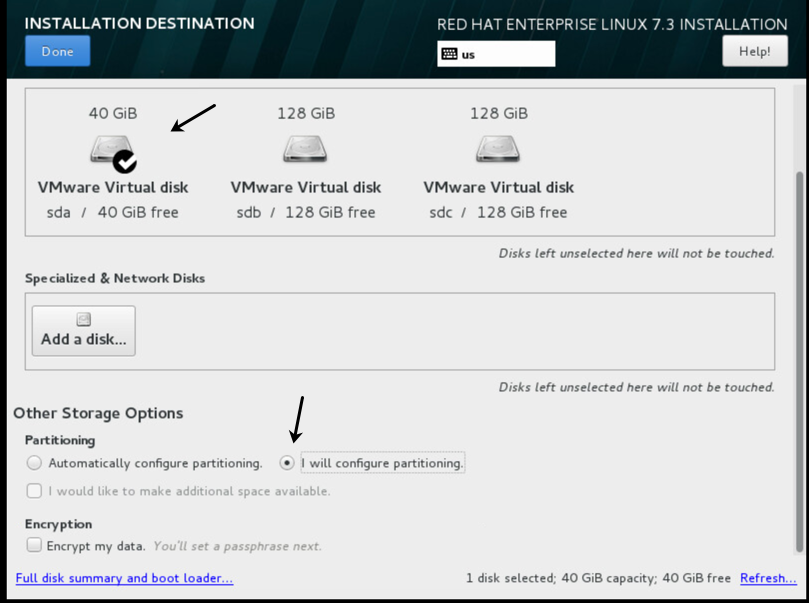 INSTALLATION DESTINATION
RED HAT ENTERPRISE LINUX 7.3 INSTALLATION
Done
us
Help!
40 GiB
128 GiB
128 GiB
VMware Virtual disk
VMware Virtual disk
VMware Virtual disk
sda / 40 GiB free
sdb / 128 GiB free
sdc / 128 GiB free
Disks left unselected here will not be touched.
Specialized & Network Disks
Add a disk...
Disks left unselected here will not be touched.
Other Storage Options
Partitioning
Automatically configure partitioning.
I will configure partitioning.
I would like to make additional space available.
Encryption
Encrypt my data. You'll set a passphrase next.
Full disk summary and boot loader...
1 disk selected; 40 GiB capacity; 40 GiB free Refresh...